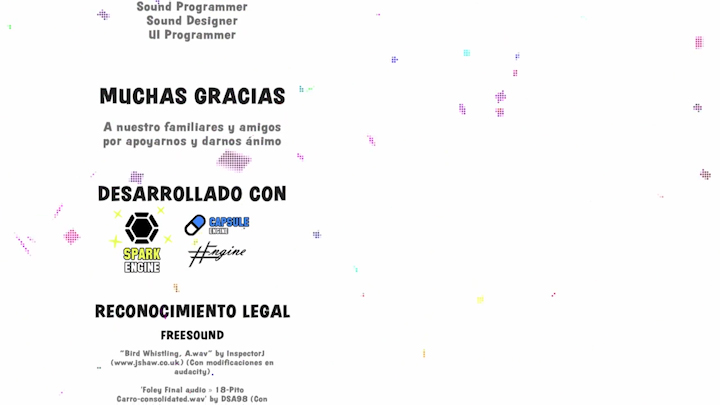 Sound Programmer
Sound Designer
UI Programmer
MUCHAS GRACIAS
A nuestro familiares y amigos
por apoyarnos y darnos ánimo
DESARROLLADO CON
SPARK
ENGINE
CAPSULE
ENGINE
#Engine
RECONOCIMIENTO LEGAL
FREESOUND
"Bird Whistling, A.wav" by InspectorJ
(www.jshaw.co.uk) (Con modificaciones en
audacity).
'Foley Final audio > 18-Pito
Carro-consolidated.wav' by DSA98 (Con